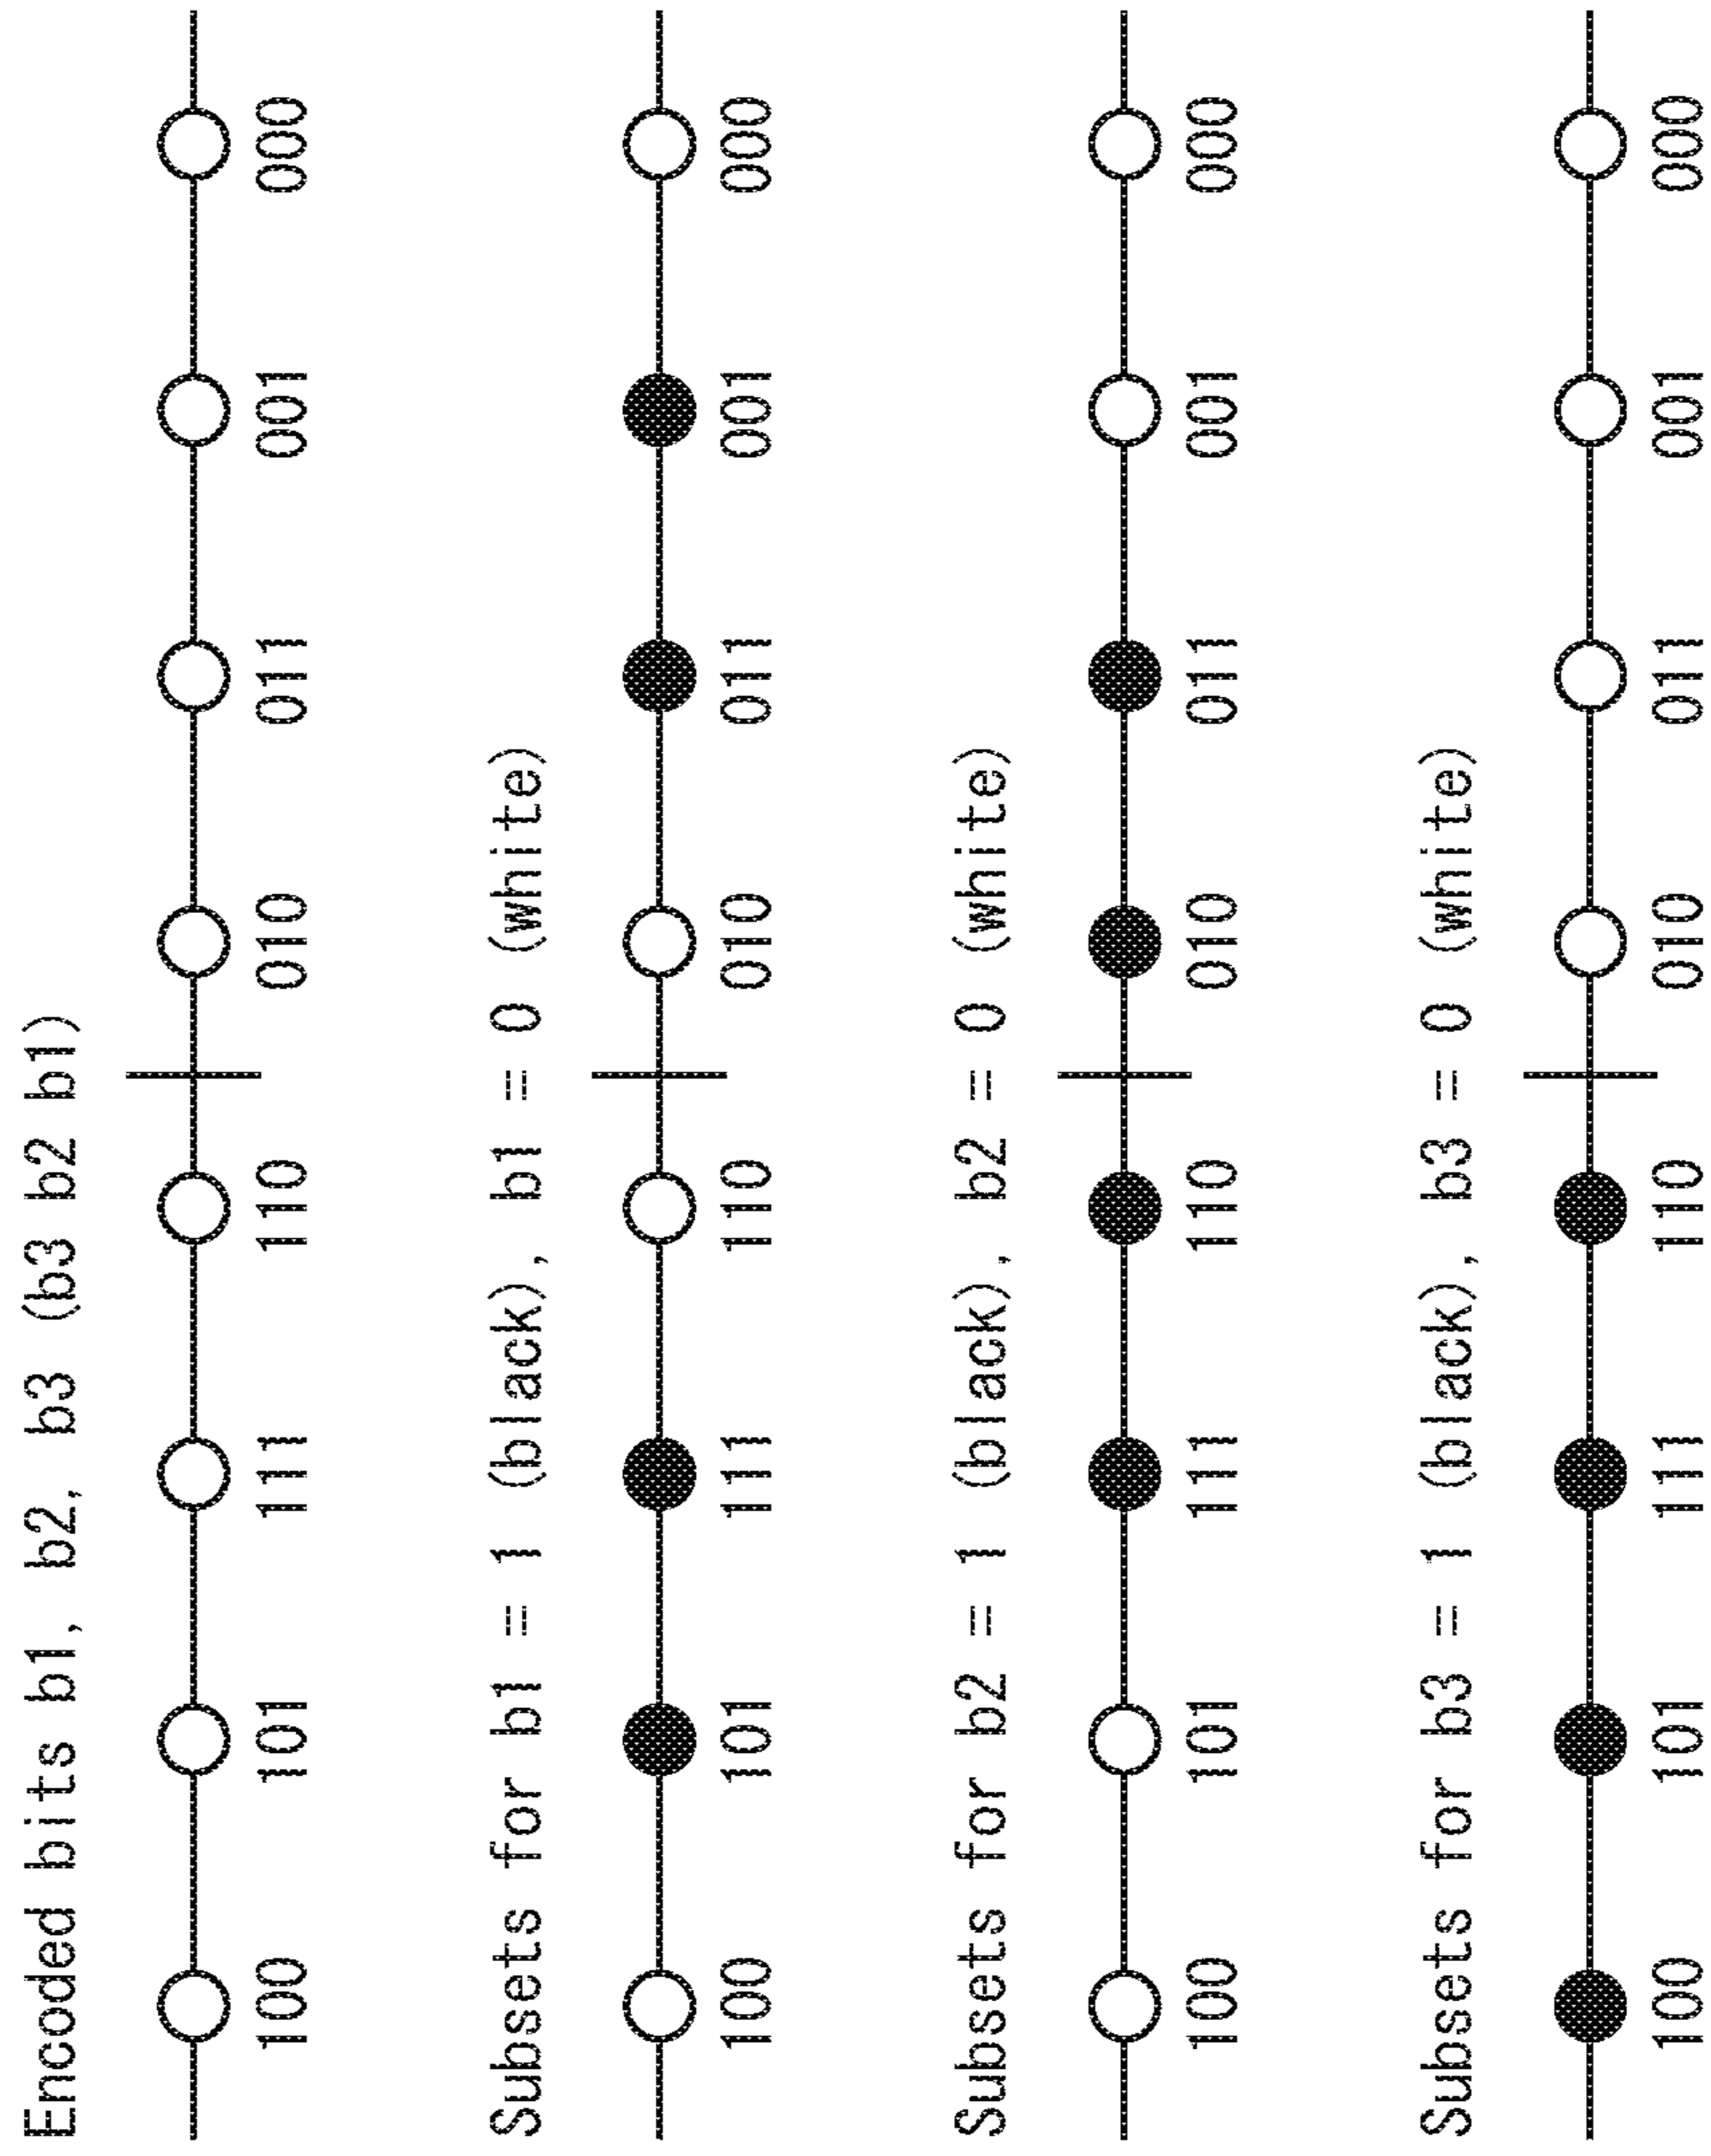 Encoded bits b1, b2, b3 (b3 b2 b1)
100 101 111 110 010 011 001 000
Subsets for b1 = 1 (black), b1 = 0 (white)
100 101 111 110 010 011 001 000
Subsets for b2 = 1 (black), b2 = 0 (white)
100 101 111 110 010 011 001 000
Subsets for b3 = 1 (black), b3 = 0 (white)
100 101 111 110 010 011 001 000